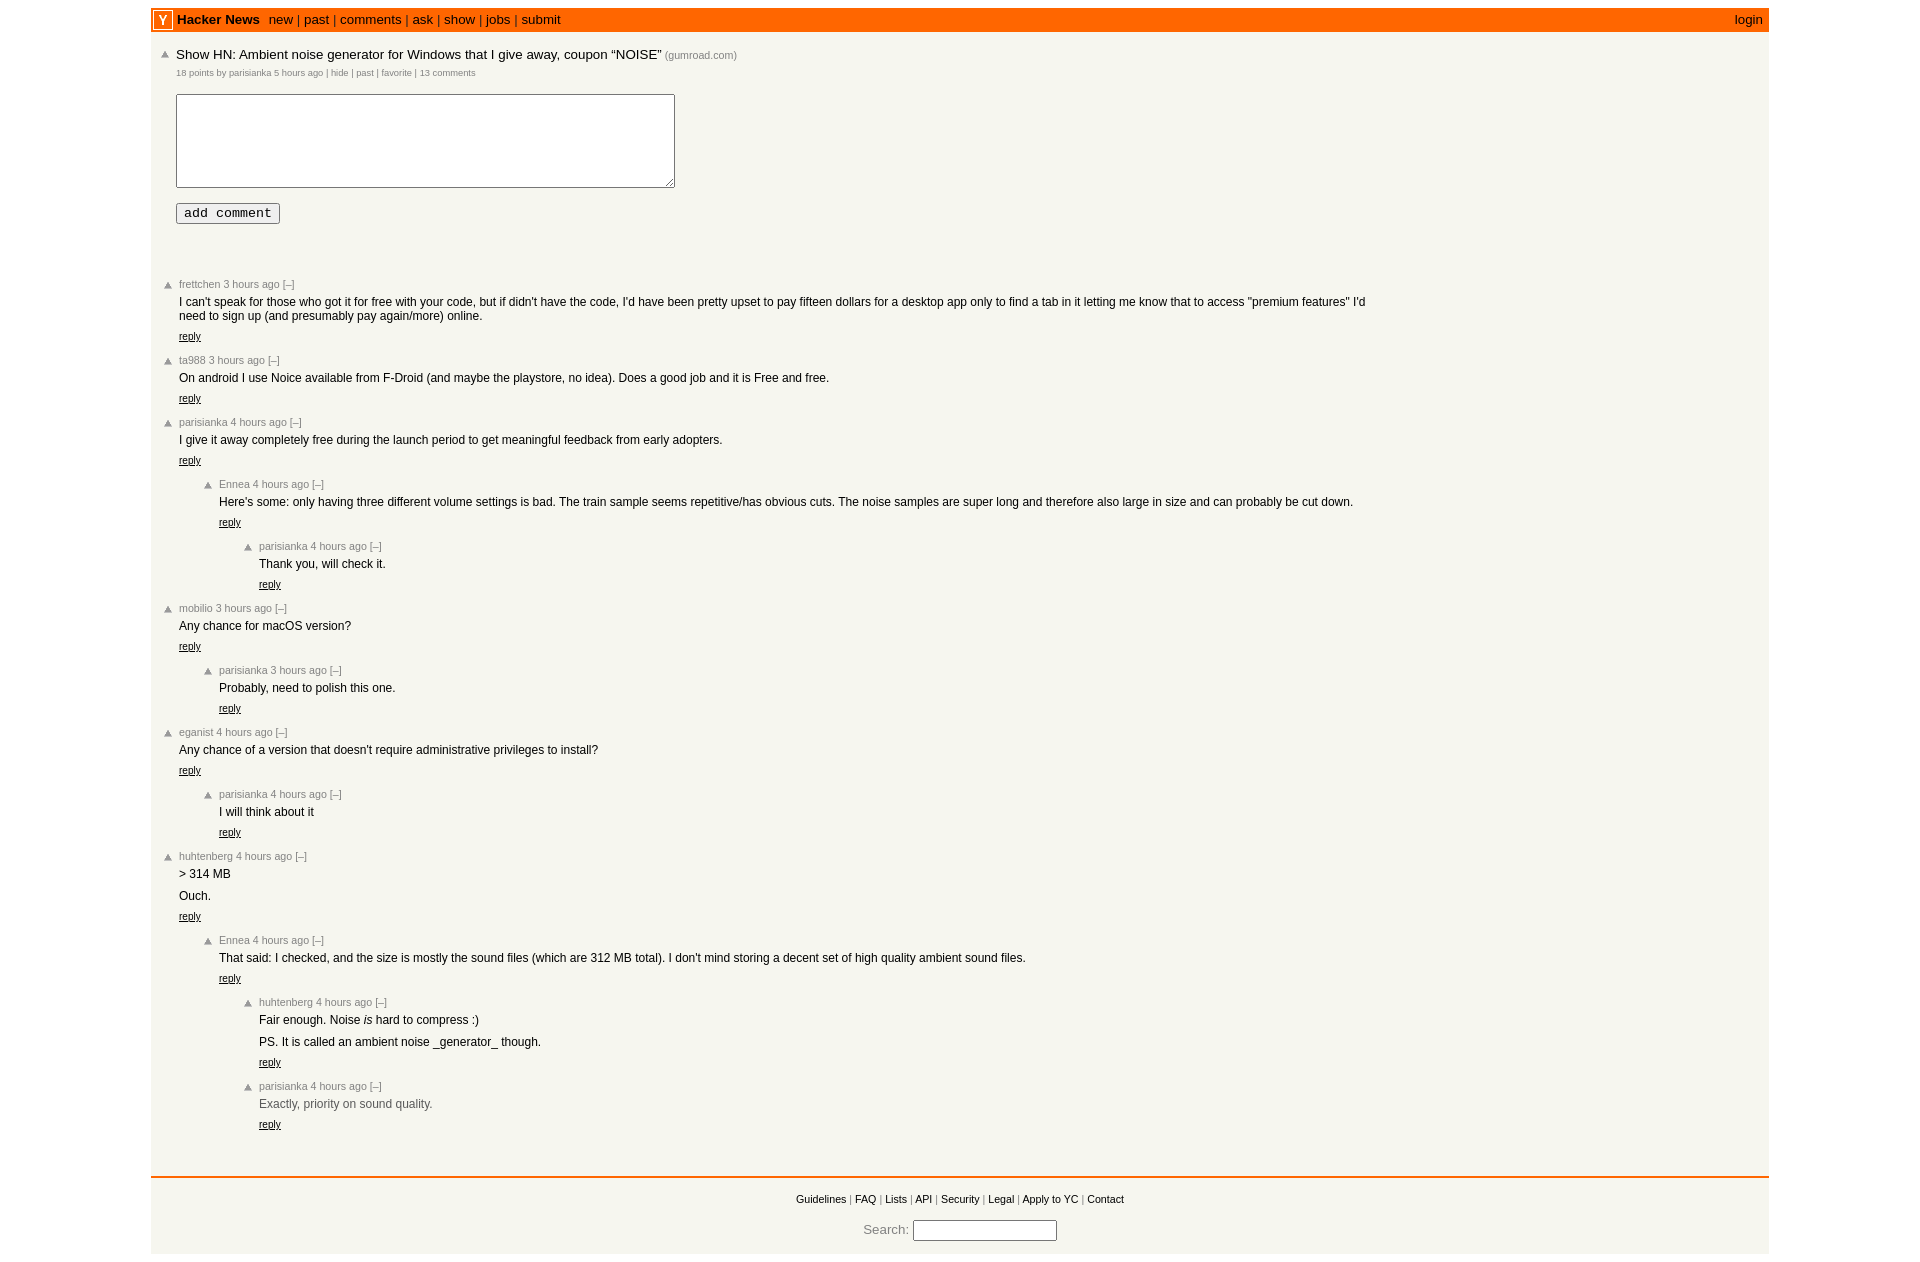 Y Hacker News new | past | comments | ask | show | jobs | submit login
Show HN: Ambient noise generator for Windows that I give away, coupon “NOISE” (gumroad.com)
18 points by parisianka 5 hours ago | hide | past | favorite | 13 comments
add comment
frettchen 3 hours ago [–]
I can't speak for those who got it for free with your code, but if didn't have the code, I'd have been pretty upset to pay fifteen dollars for a desktop app only to find a tab in it letting me know that to access "premium features" I'd
need to sign up (and presumably pay again/more) online.
reply
ta988 3 hours ago [–]
On android I use Noice available from F-Droid (and maybe the playstore, no idea). Does a good job and it is Free and free.
reply
parisianka 4 hours ago [–]
I give it away completely free during the launch period to get meaningful feedback from early adopters.
reply
Ennea 4 hours ago [–]
Here's some: only having three different volume settings is bad. The train sample seems repetitive/has obvious cuts. The noise samples are super long and therefore also large in size and can probably be cut down.
reply
parisianka 4 hours ago [–]
Thank you, will check it.
reply
mobilio 3 hours ago [–]
Any chance for macOS version?
reply
parisianka 3 hours ago [–]
Probably, need to polish this one.
reply
eganist 4 hours ago [–]
Any chance of a version that doesn't require administrative privileges to install?
reply
parisianka 4 hours ago [–]
I will think about it
reply
huhtenberg 4 hours ago [–]
> 314 MB
Ouch.
reply
Ennea 4 hours ago [–]
That said: I checked, and the size is mostly the sound files (which are 312 MB total). I don't mind storing a decent set of high quality ambient sound files.
reply
huhtenberg 4 hours ago [–]
Fair enough. Noise is hard to compress :)
PS. It is called an ambient noise _generator_ though.
reply
parisianka 4 hours ago [–]
Exactly, priority on sound quality.
reply
Guidelines | FAQ | Lists | API | Security | Legal | Apply to YC | Contact
Search: